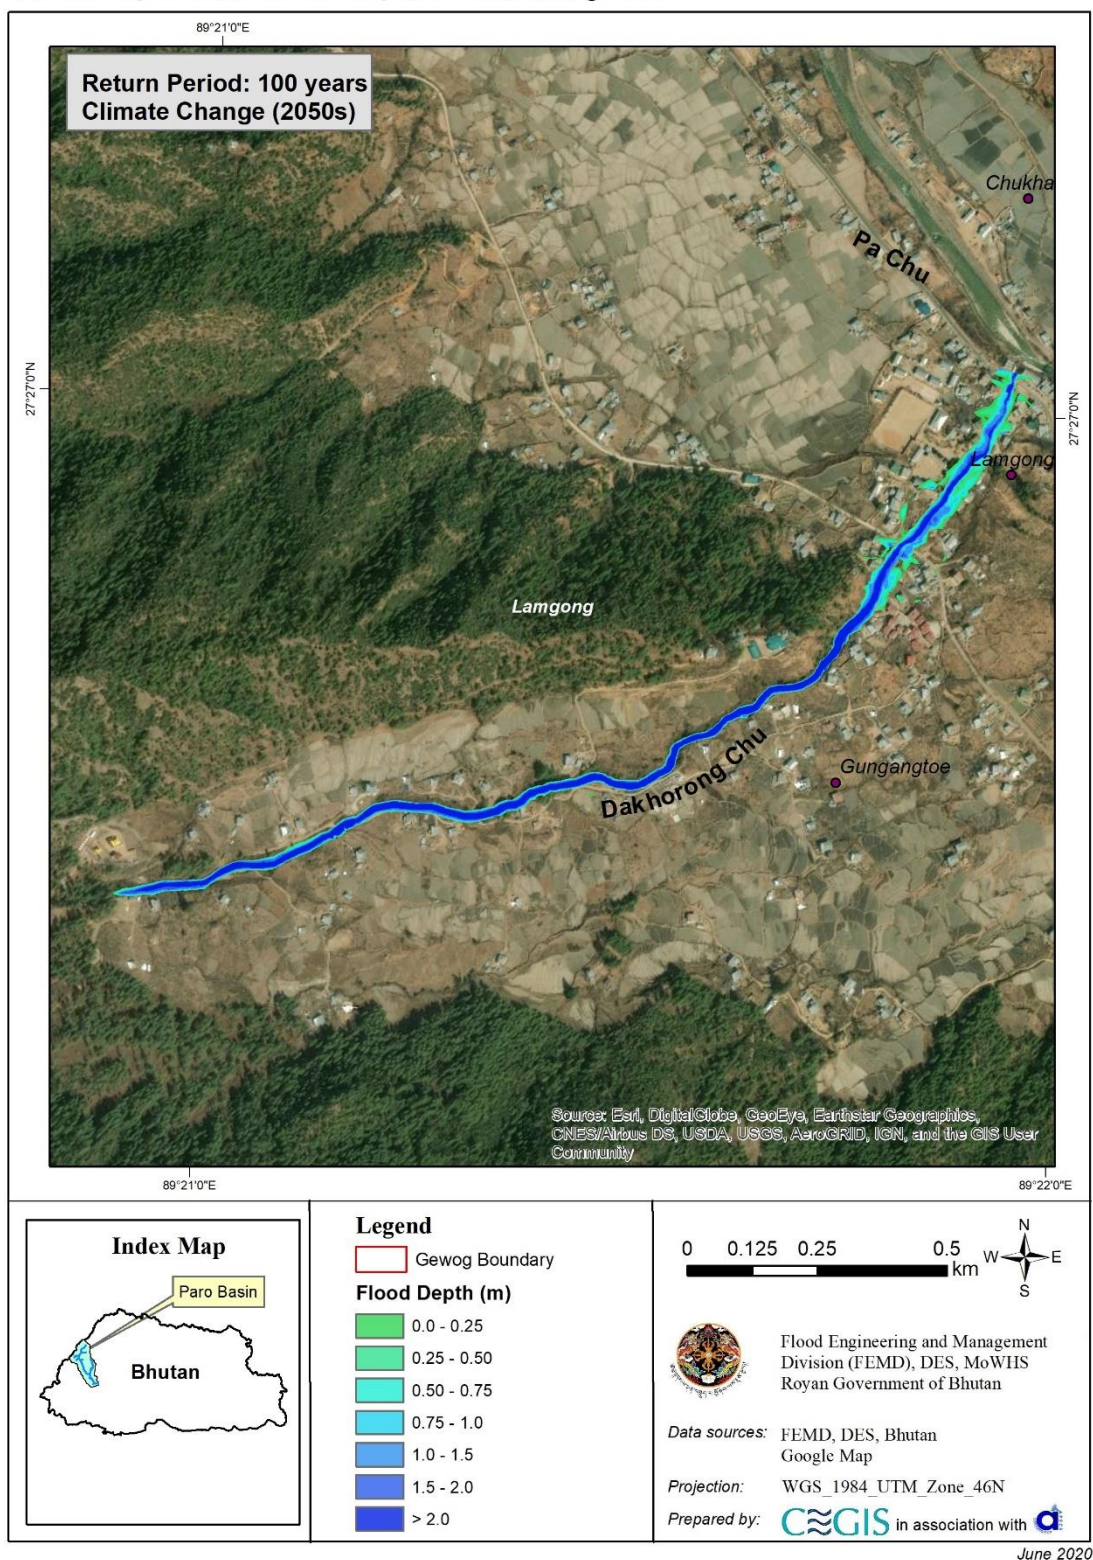 89°21'0"E
Return Period: 100 years
Climate Change (2050s)
Chukha
Pa Chu
27°27'0"N
27°27'0"N
Lamgong
Lamgong
Dakhorong Chu
Gungangtoe
Source: Esri, DigitalGlobe, GeoEye, Earthstar Geographics,
CNES/Airbus DS, USDA, USGS, AeroGRID, IGN, and the GIS User
Community
89°21'0"E
89°22'0"E
Index Map
Paro Basin
Bhutan
Legend
Gewog Boundary
Flood Depth (m)
0.0 - 0.25
0.25 - 0.50
0.50 - 0.75
0.75 - 1.0
1.0 - 1.5
1.5 - 2.0
> 2.0
0 0.125 0.25 0.5
km
N
W E
S
Flood Engineering and Management
Division (FEMD), DES, MoWHS
Royan Government of Bhutan
Data sources: FEMD, DES, Bhutan
Google Map
Projection: WGS_1984_UTM_Zone_46N
Prepared by: CEGIS in association with
June 2020